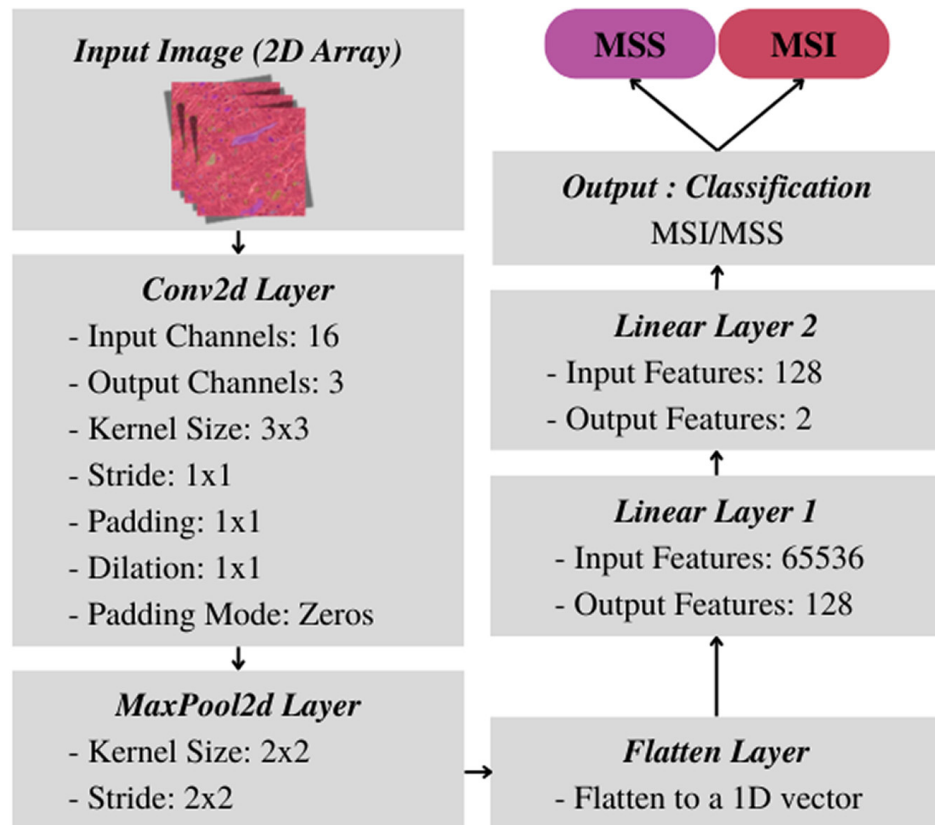 Input Image (2D Array)
Conv2d Layer
- Input Channels: 16
- Output Channels: 3
- Kernel Size: 3x3
- Stride: 1x1
- Padding: 1x1
- Dilation: 1x1
- Padding Mode: Zeros
MaxPool2d Layer
- Kernel Size: 2x2
- Stride: 2x2
Flatten Layer
- Flatten to a 1D vector
Linear Layer 1
- Input Features: 65536
- Output Features: 128
Linear Layer 2
- Input Features: 128
- Output Features: 2
Output : Classification
MSI/MSS
MSS
MSI